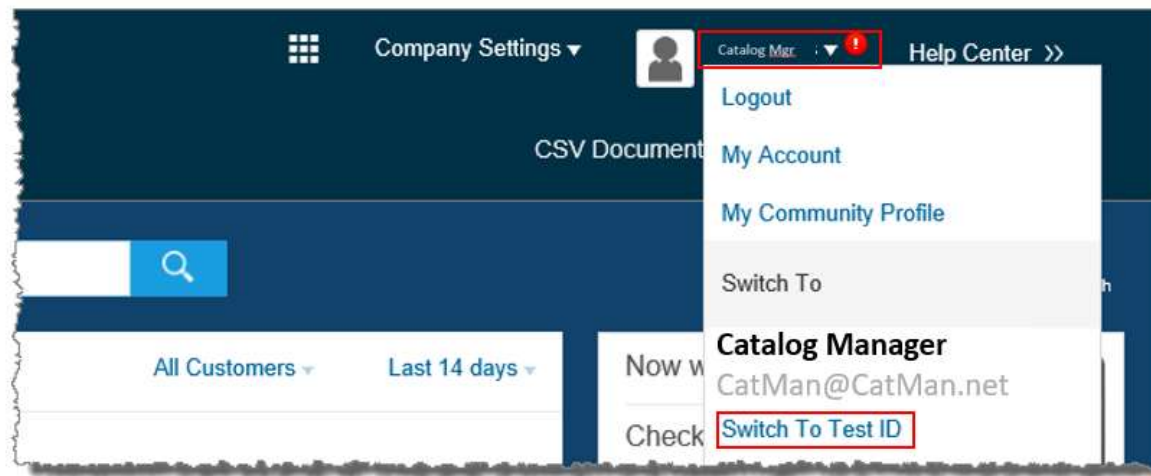 Company Settings
Catalog Mgr.
Help Center >>
Logout
CSV Document
My Account
My Community Profile
Switch To
All Customers
Last 14 days
Now w
Catalog Manager
CatMan@CatMan.net
Check
Switch To Test ID